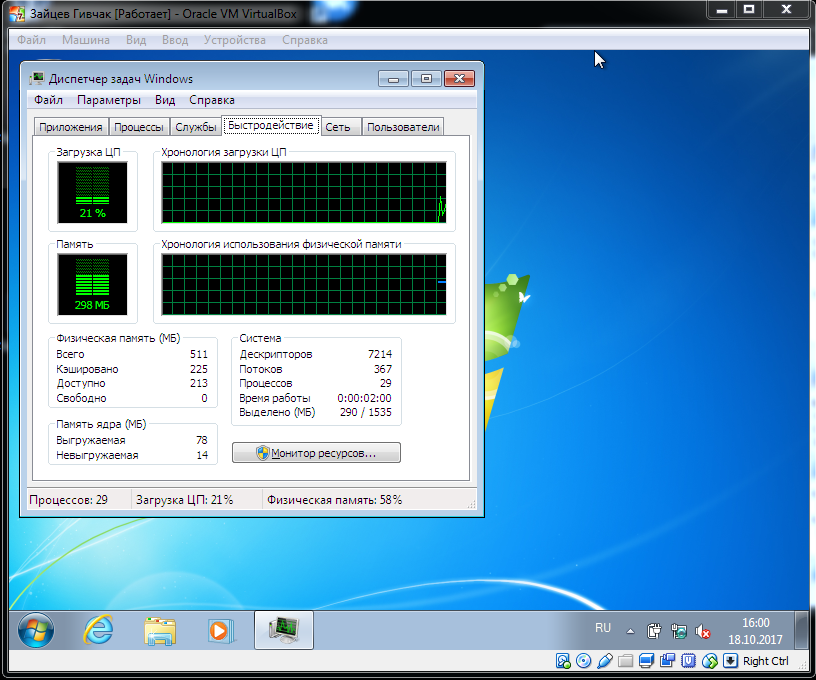 Зайцев Гивчак [Работает] - Oracle VM VirtualBox
Файл Машина Вид Ввод Устройства Справка
Диспетчер задач Windows
Файл Параметры Вид Справка
Приложения Процессы Службы Быстродействие Сеть Пользователи
Загрузка ЦП
21 %
Хронология загрузки ЦП
Память
298 МБ
Хронология использования физической памяти
Физическая память (МБ)
Всего 511
Кэшировано 225
Доступно 213
Свободно 0
Память ядра (МБ)
Выгружаемая 78
Невыгружаемая 14
Система
Дескрипторов 7214
Потоков 367
Процессов 29
Время работы 0:00:02:00
Выделено (МБ) 290 / 1535
Монитор ресурсов...
Процессов: 29 Загрузка ЦП: 21% Физическая память: 58%
RU
16:00
18.10.2017
Right Ctrl